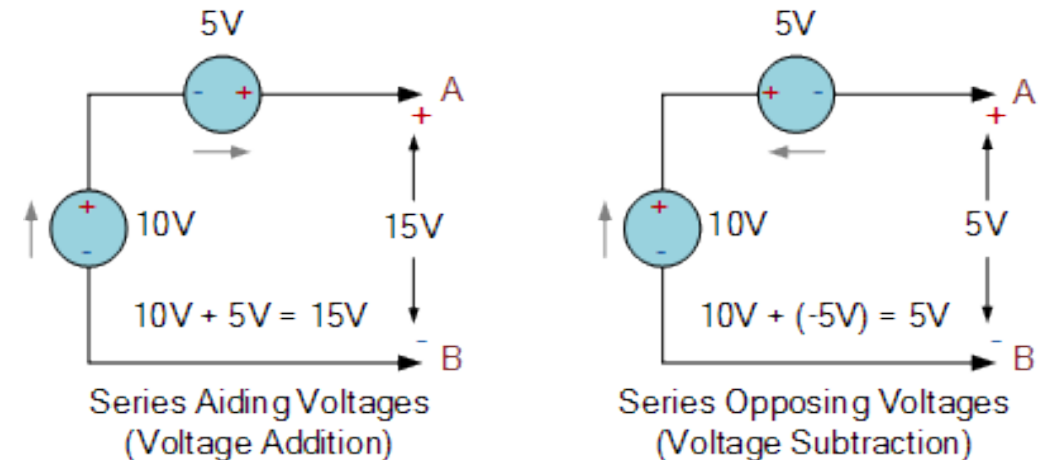 5V
- +
A
+
+
10V
-
15V
10V + 5V = 15V
-
B
Series Aiding Voltages
(Voltage Addition)
5V
+ -
A
+
+
10V
-
5V
10V + (-5V) = 5V
-
B
Series Opposing Voltages
(Voltage Subtraction)